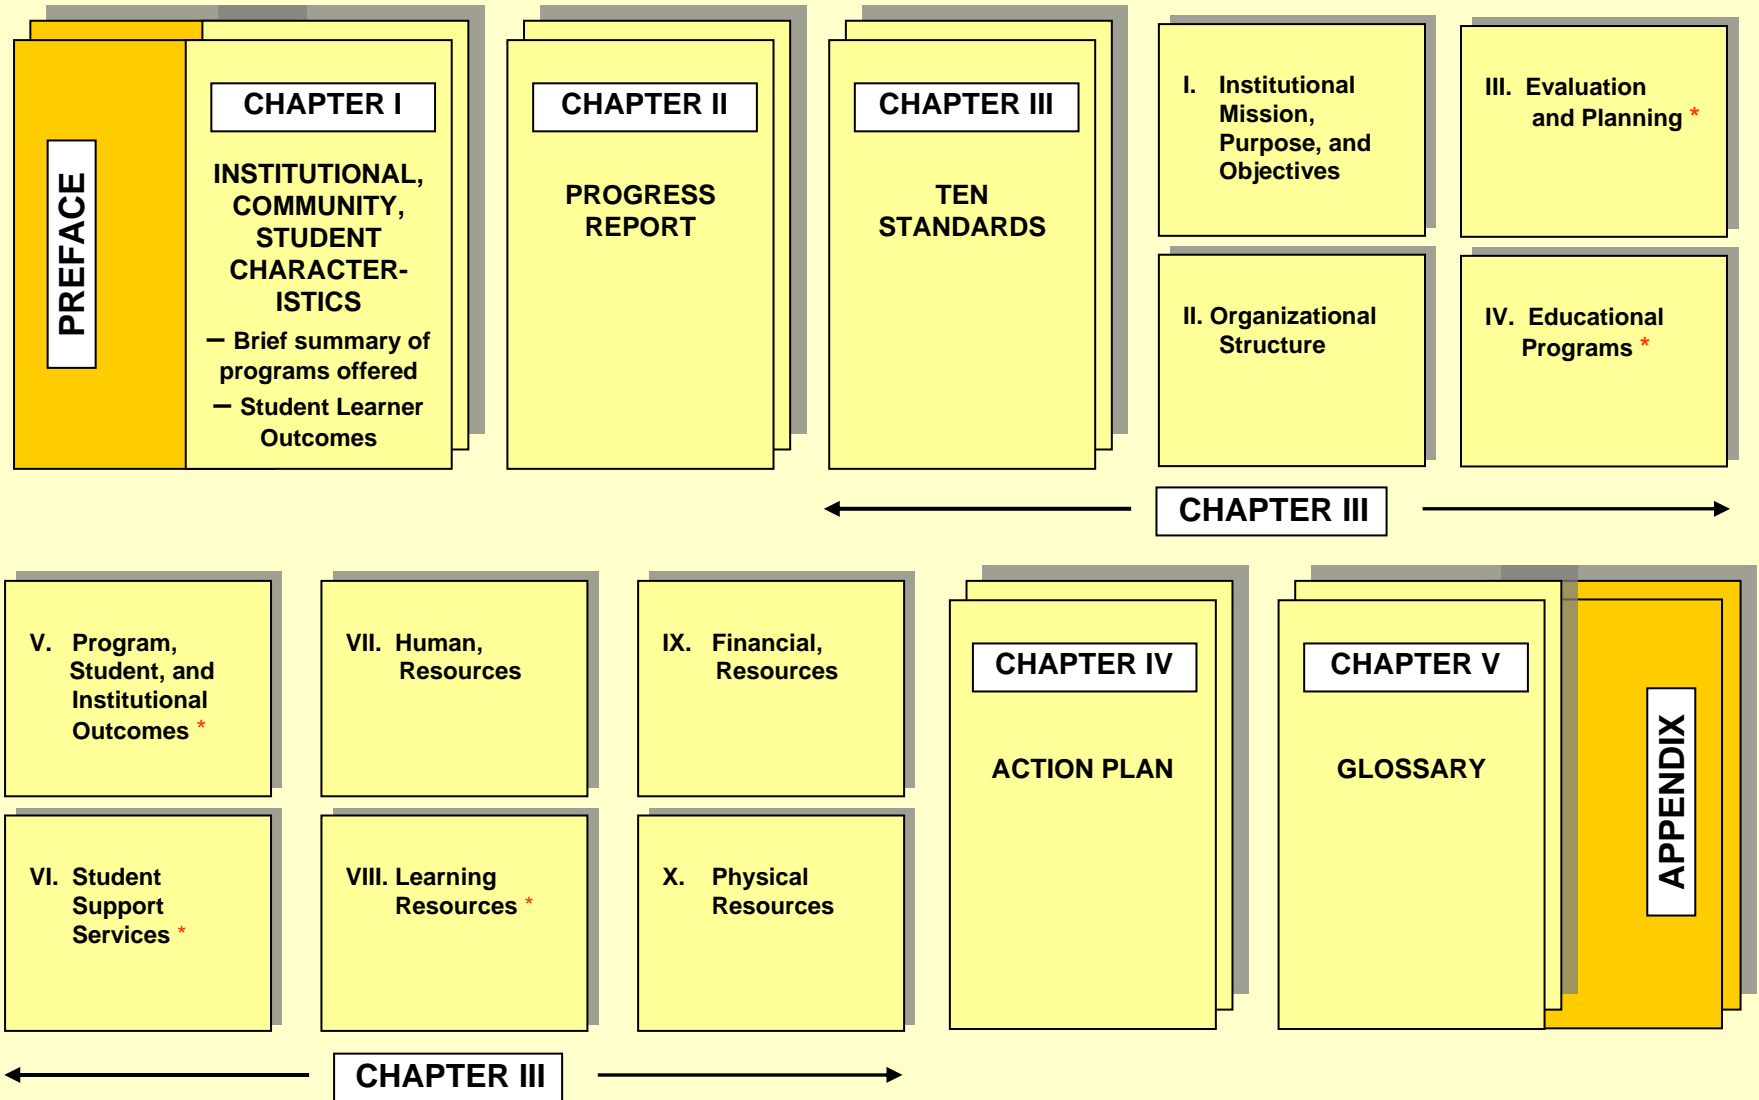 PREFACE
CHAPTER I
INSTITUTIONAL,
COMMUNITY,
STUDENT
CHARACTER-
ISTICS
– Brief summary of
programs offered
– Student Learner
Outcomes
CHAPTER II
PROGRESS
REPORT
CHAPTER III
TEN
STANDARDS
I. Institutional
Mission,
Purpose, and
Objectives
II. Organizational
Structure
III. Evaluation
and Planning *
IV. Educational
Programs *
CHAPTER III
V. Program,
Student, and
Institutional
Outcomes *
VI. Student
Support
Services *
VII. Human,
Resources
VIII. Learning
Resources *
IX. Financial,
Resources
X. Physical
Resources
CHAPTER III
CHAPTER IV
ACTION PLAN
CHAPTER V
GLOSSARY
APPENDIX